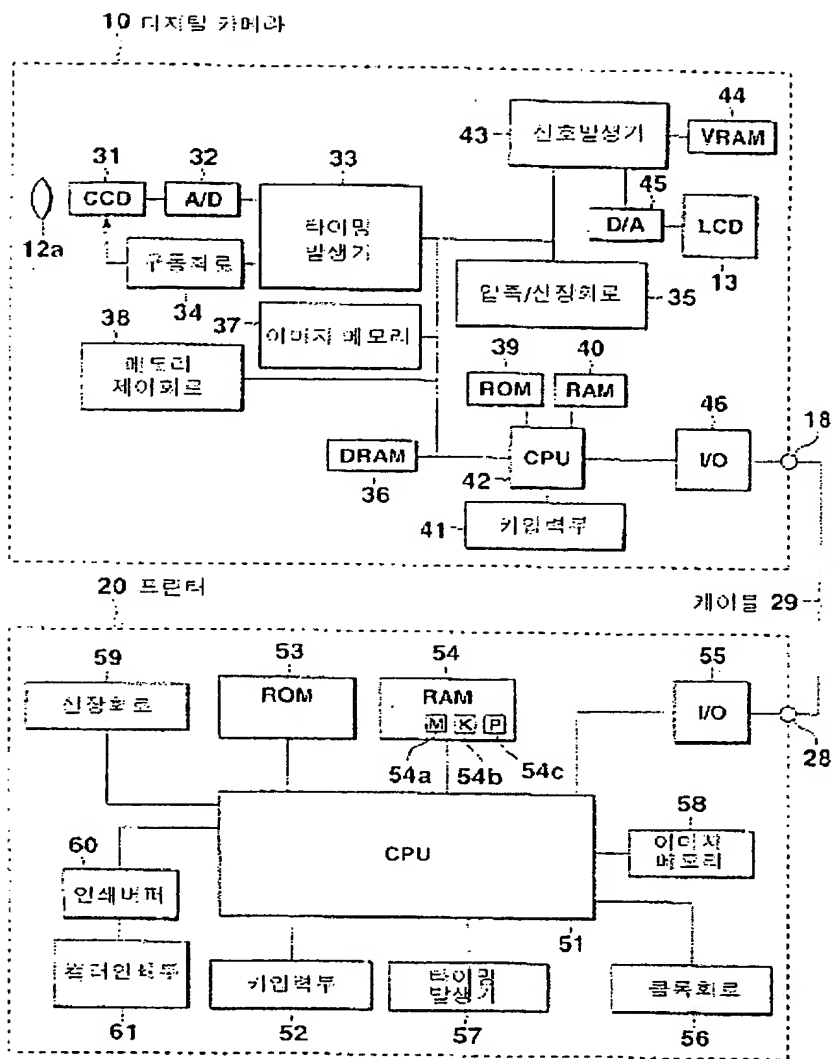 10 디지털 카메라
44
43
신호발생기
VRAM
31
32
33
45
CCD
A/D
타이밍
발생기
D/A
LCD
12a
구동회로
13
34
압축/신장회로
35
37
이미지 메모리
38
메모리
제어회로
39
40
ROM
RAM
46
18
DRAM
CPU
I/O
36
42
41
키입력부
20 프린터
케이블 29
59
53
54
55
신장회로
ROM
RAM
I/O
M K P
54a
54b
54c
28
58
CPU
이미지
메모리
60
인쇄버퍼
51
컬러인쇄부
키입력부
타이밍
발생기
클록회로
61
52
57
56